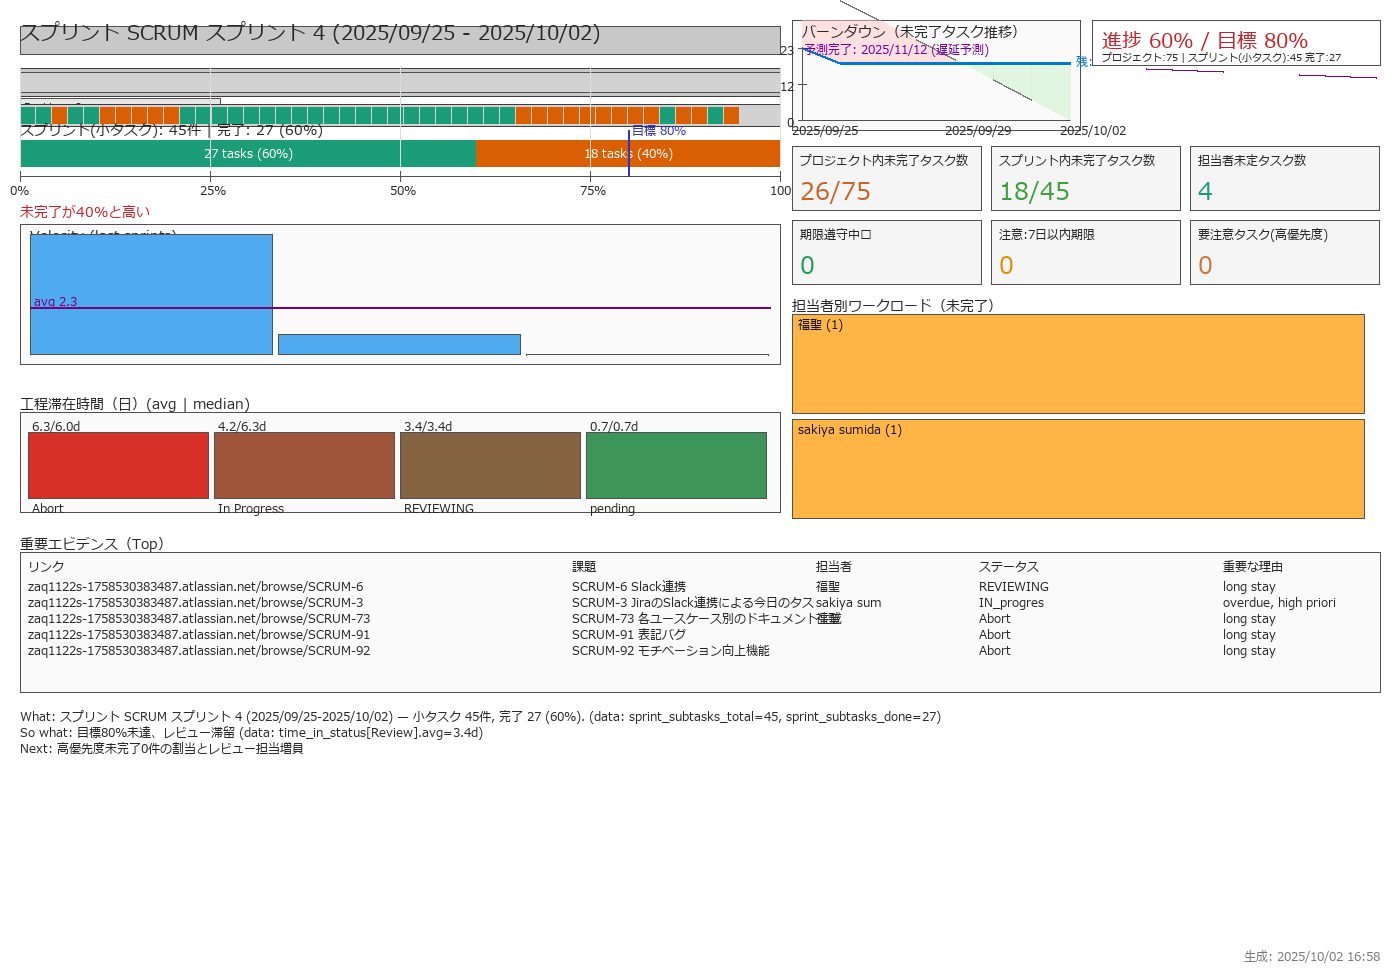 スプリント SCRUM スプリント 4 (2025/09/25 - 2025/10/02)
スプリント(小タスク): 45件 | 完了: 27 (60%)
目標 80%
27 tasks (60%)
18 tasks (40%)
0%
25%
50%
75%
100
未完了が40%と高い
Velocity (last sprints)
avg 2.3
工程滞在時間（日）(avg | median)
6.3/6.0d
4.2/6.3d
3.4/3.4d
0.7/0.7d
Abort
In Progress
REVIEWING
pending
バーンダウン（未完了タスク推移）
予測完了: 2025/11/12 (遅延予測)
23
12
0
残:
2025/09/25
2025/09/29
2025/10/02
進捗 60% / 目標 80%
プロジェクト:75 | スプリント(小タスク):45 完了:27
プロジェクト内未完了タスク数
26/75
スプリント内未完了タスク数
18/45
担当者未定タスク数
4
期限遵守中□
0
注意:7日以内期限
0
要注意タスク(高優先度)
0
担当者別ワークロード（未完了）
福聖 (1)
sakiya sumida (1)
重要エビデンス（Top）
リンク 課題 担当者 ステータス 重要な理由
zaq1122s-1758530383487.atlassian.net/browse/SCRUM-6 SCRUM-6 Slack連携 福聖 REVIEWING long stay
zaq1122s-1758530383487.atlassian.net/browse/SCRUM-3 SCRUM-3 JiraのSlack連携による今日のタス sakiya sum IN_progres overdue, high priori
zaq1122s-1758530383487.atlassian.net/browse/SCRUM-73 SCRUM-73 各ユースケース別のドキュメント Abort long stay
zaq1122s-1758530383487.atlassian.net/browse/SCRUM-91 SCRUM-91 表記バグ Abort long stay
zaq1122s-1758530383487.atlassian.net/browse/SCRUM-92 SCRUM-92 モチベーション向上機能 Abort long stay
What: スプリント SCRUM スプリント 4 (2025/09/25-2025/10/02) — 小タスク 45件, 完了 27 (60%). (data: sprint_subtasks_total=45, sprint_subtasks_done=27)
So what: 目標80%未達、レビュー滞留 (data: time_in_status[Review].avg=3.4d)
Next: 高優先度未完了0件の割当とレビュー担当増員
生成: 2025/10/02 16:58